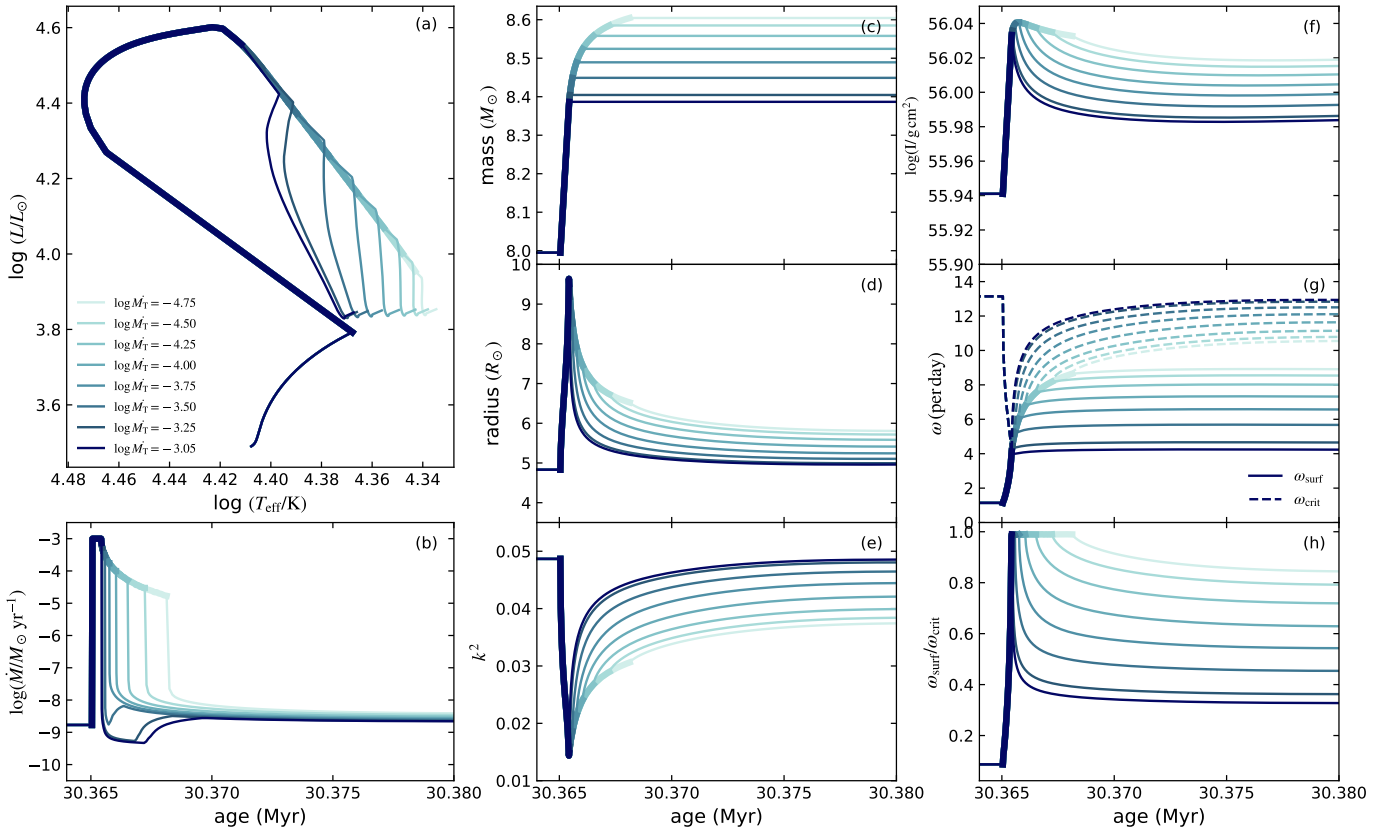 (a)
log (L/L⊙)
4.6
4.4
4.2
4.0
3.8
3.6
log Ṁ_T = −4.75
log Ṁ_T = −4.50
log Ṁ_T = −4.25
log Ṁ_T = −4.00
log Ṁ_T = −3.75
log Ṁ_T = −3.50
log Ṁ_T = −3.25
log Ṁ_T = −3.05
4.48 4.46 4.44 4.42 4.40 4.38 4.36 4.34
log (T_eff/K)
(b)
log(Ṁ/M⊙ yr⁻¹)
−3
−4
−5
−6
−7
−8
−9
−10
30.365 30.370 30.375 30.380
age (Myr)
(c)
mass (M⊙)
8.6
8.5
8.4
8.3
8.2
8.1
8.0
(d)
radius (R⊙)
10
9
8
7
6
5
4
(e)
k²
0.05
0.04
0.03
0.02
0.01
30.365 30.370 30.375 30.380
age (Myr)
(f)
log(I/g cm²)
56.04
56.02
56.00
55.98
55.96
55.94
55.92
55.90
(g)
ω (per day)
14
12
10
8
6
4
2
0
ω_surf
ω_crit
(h)
ω_surf/ω_crit
1.0
0.8
0.6
0.4
0.2
30.365 30.370 30.375 30.380
age (Myr)